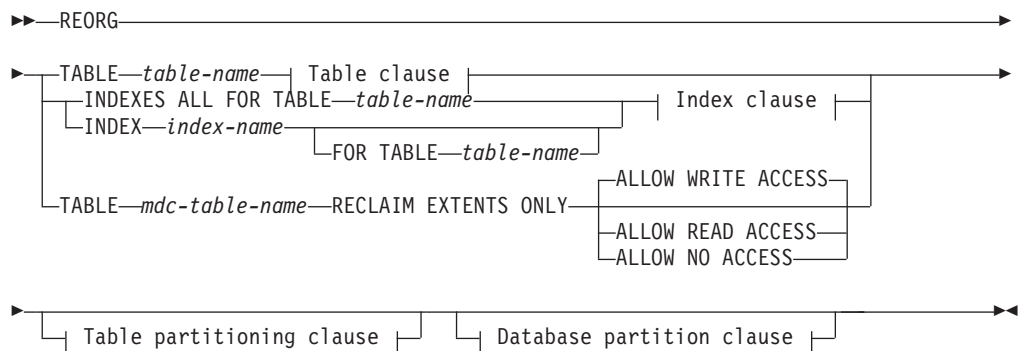 REORG
TABLE table-name Table clause
INDEXES ALL FOR TABLE table-name Index clause
INDEX index-name
FOR TABLE table-name
ALLOW WRITE ACCESS
TABLE mdc-table-name RECLAIM EXTENTS ONLY
ALLOW READ ACCESS
ALLOW NO ACCESS
Table partitioning clause Database partition clause